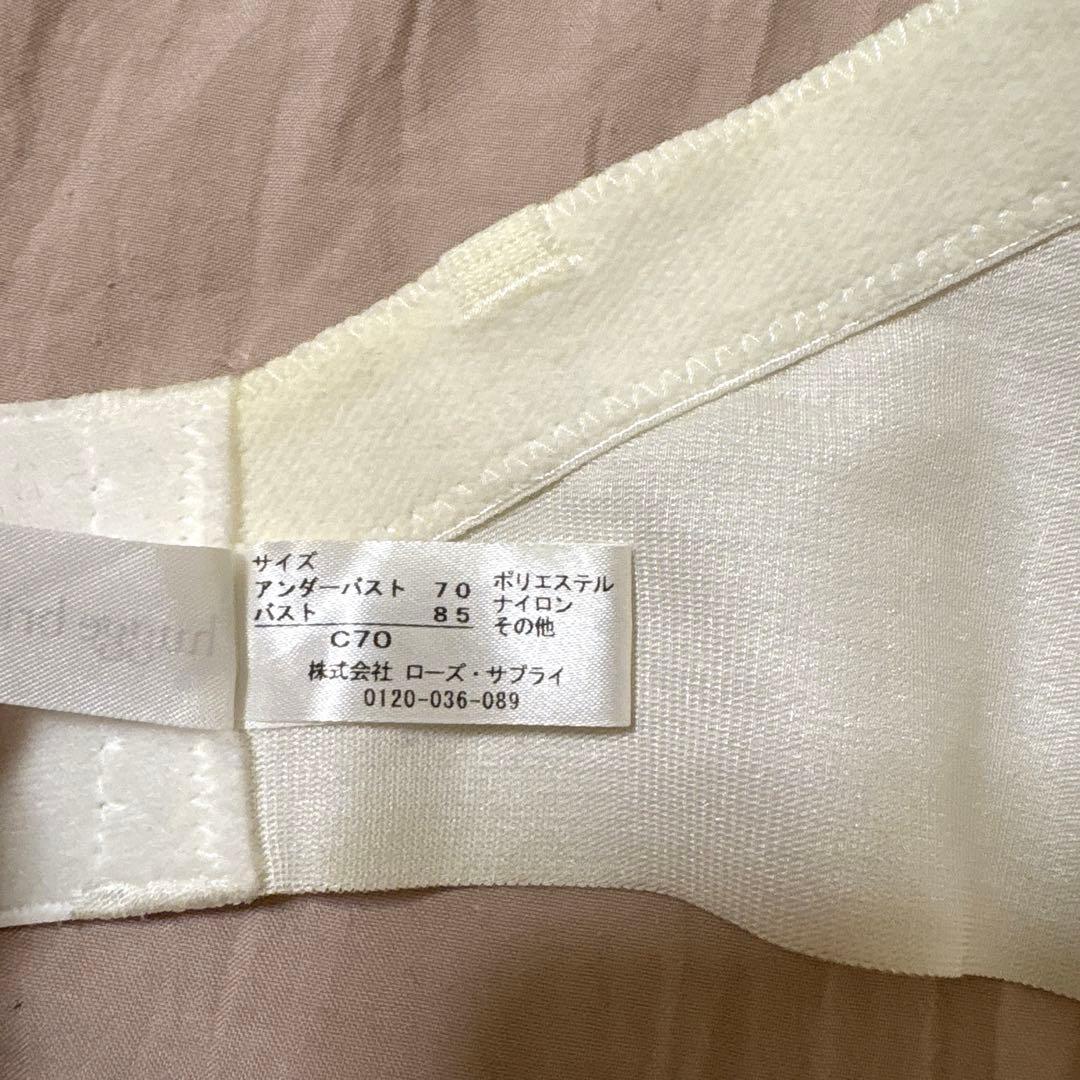 サイズ
アンダーバスト 70
バスト 85
C70
ポリエステル
ナイロン
その他
株式会社 ローズ・サプライ
0120-036-089